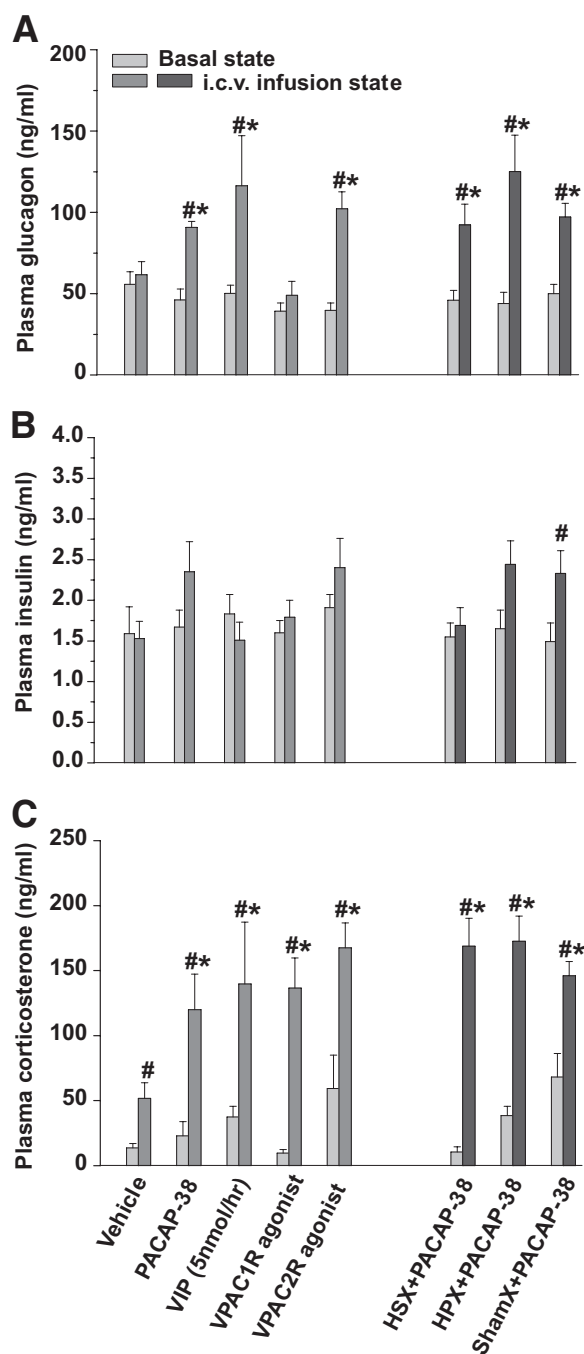 A
Plasma glucagon (ng/ml)
200
150
100
50
0
Basal state
i.c.v. infusion state
#*
#*
#*
#*
#*
#*
B
Plasma insulin (ng/ml)
4.0
3.5
3.0
2.5
2.0
1.5
1.0
0.5
0.0
#
C
Plasma corticosterone (ng/ml)
250
200
150
100
50
0
#
#*
#*
#*
#*
#*
#*
#*
Vehicle
PACAP-38
VIP (5nmol/hr)
VPAC1R agonist
VPAC2R agonist
HSX+PACAP-38
HPX+PACAP-38
ShamX+PACAP-38